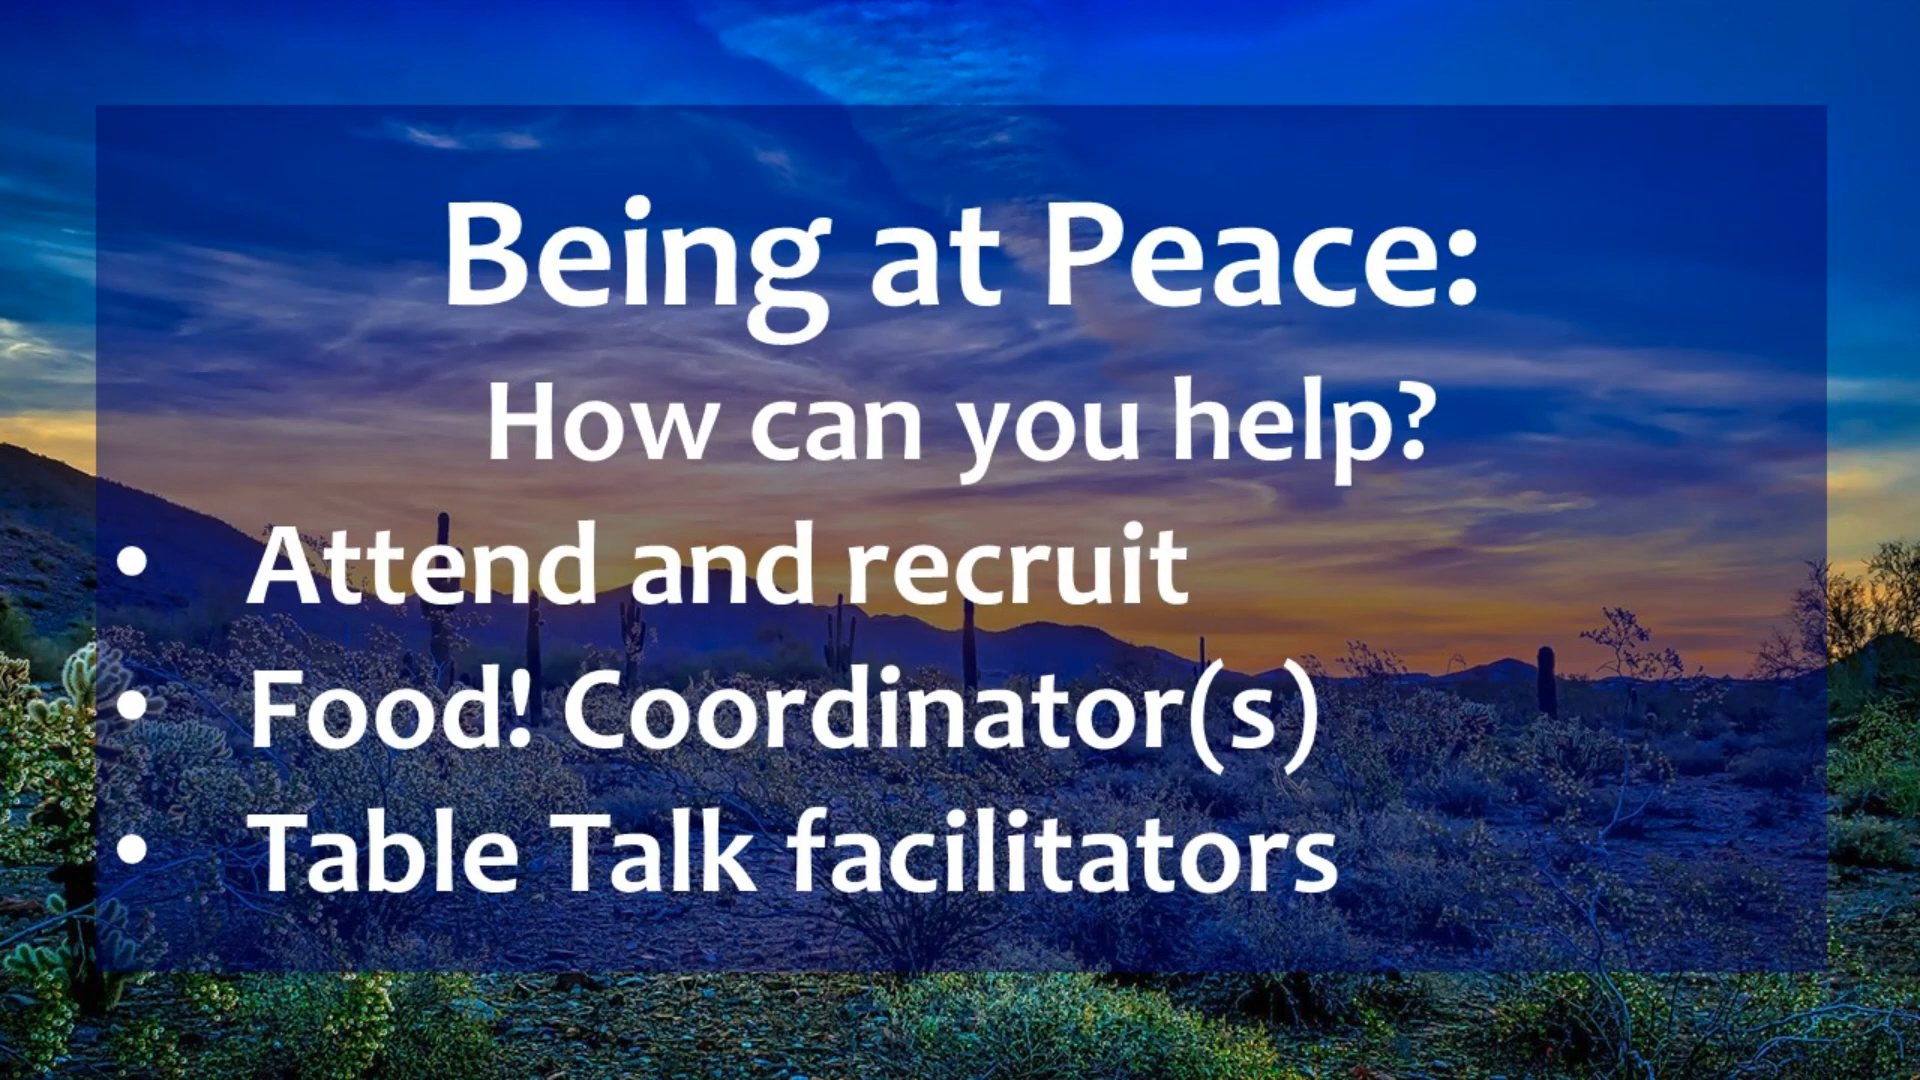 Being at Peace:
How can you help?
• Attend and recruit
• Food! Coordinator(s)
• Table Talk facilitators